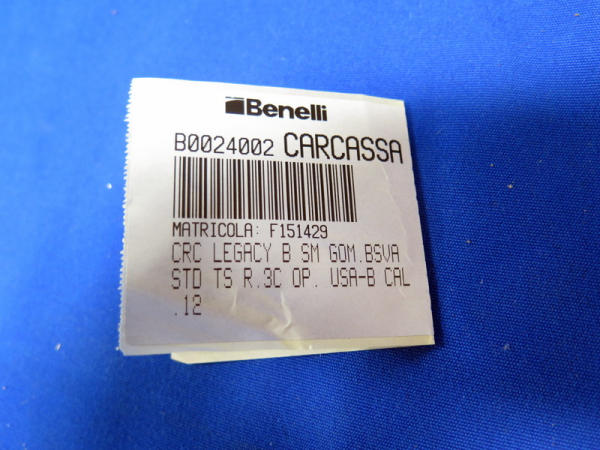 Benelli
B0024002 CARCASSA
MATRICOLA: F151429
CRC LEGACY B SM GOM.BSVA
STD TS R.3C OP. USA-B CAL
.12